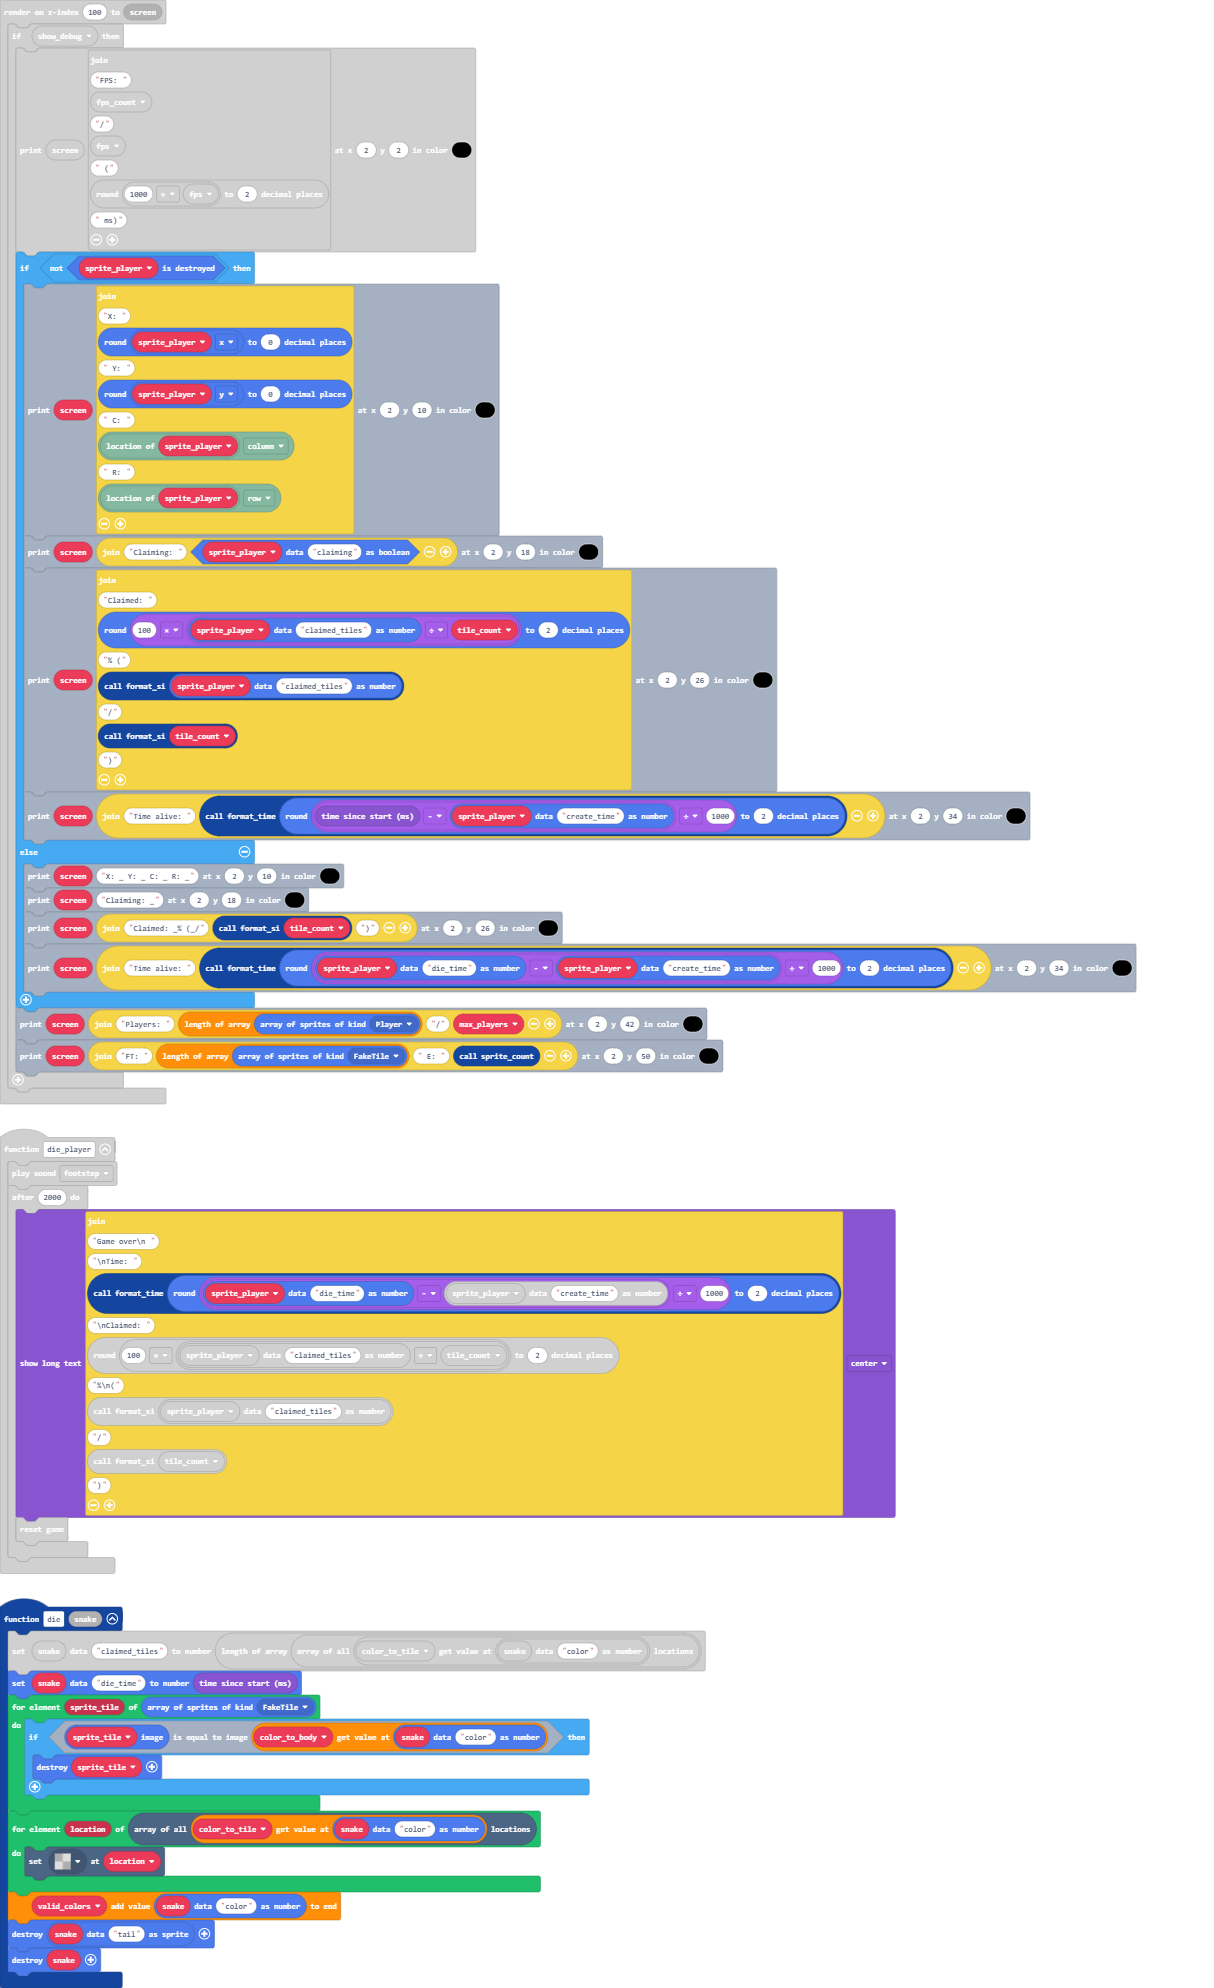 render on z-index 100 to screen
if show_debug then
join
"FPS: "
fps_count
"/"
print screen fps at x 2 y 2 in color
" ("
round 1000 ÷ fps to 2 decimal places
" ms)"
if not sprite_player is destroyed then
join
"X: "
round sprite_player x to 0 decimal places
" Y: "
round sprite_player y to 0 decimal places
print screen at x 2 y 10 in color
" C: "
location of sprite_player column
" R: "
location of sprite_player row
print screen join "Claiming: " sprite_player data "claiming" as boolean at x 2 y 18 in color
join
"Claimed: "
round 100 × sprite_player data "claimed_tiles" as number ÷ tile_count to 2 decimal places
"% ("
print screen at x 2 y 26 in color
call format_si sprite_player data "claimed_tiles" as number
"/"
call format_si tile_count
")"
print screen join "Time alive: " call format_time round time since start (ms) - sprite_player data "create_time" as number ÷ 1000 to 2 decimal places at x 2 y 34 in color
else
print screen "X: _ Y: _ C: _ R: _" at x 2 y 10 in color
print screen "Claiming: _" at x 2 y 18 in color
print screen join "Claimed: _% (_/" call format_si tile_count ")" at x 2 y 26 in color
print screen join "Time alive: " call format_time round sprite_player data "die_time" as number - sprite_player data "create_time" as number ÷ 1000 to 2 decimal places at x 2 y 34 in color
print screen join "Players: " length of array array of sprites of kind Player "/" max_players at x 2 y 42 in color
print screen join "FT: " length of array array of sprites of kind FakeTile " E: " call sprite_count at x 2 y 50 in color
function die_player
play sound footstep
after 2000 do
join
"Game over\n "
"\nTime: "
call format_time round sprite_player data "die_time" as number - sprite_player data "create_time" as number ÷ 1000 to 2 decimal places
"\nClaimed: "
round 100 × sprite_player data "claimed_tiles" as number ÷ tile_count to 2 decimal places
show long text center
"%\n("
call format_si sprite_player data "claimed_tiles" as number
"/"
call format_si tile_count
")"
reset game
function die snake
set snake data "claimed_tiles" to number length of array array of all color_to_tile get value at snake data "color" as number locations
set snake data "die_time" to number time since start (ms)
for element sprite_tile of array of sprites of kind FakeTile
do
if sprite_tile image is equal to image color_to_body get value at snake data "color" as number then
destroy sprite_tile
for element location of array of all color_to_tile get value at snake data "color" as number locations
do
set at location
valid_colors add value snake data "color" as number to end
destroy snake data "tail" as sprite
destroy snake